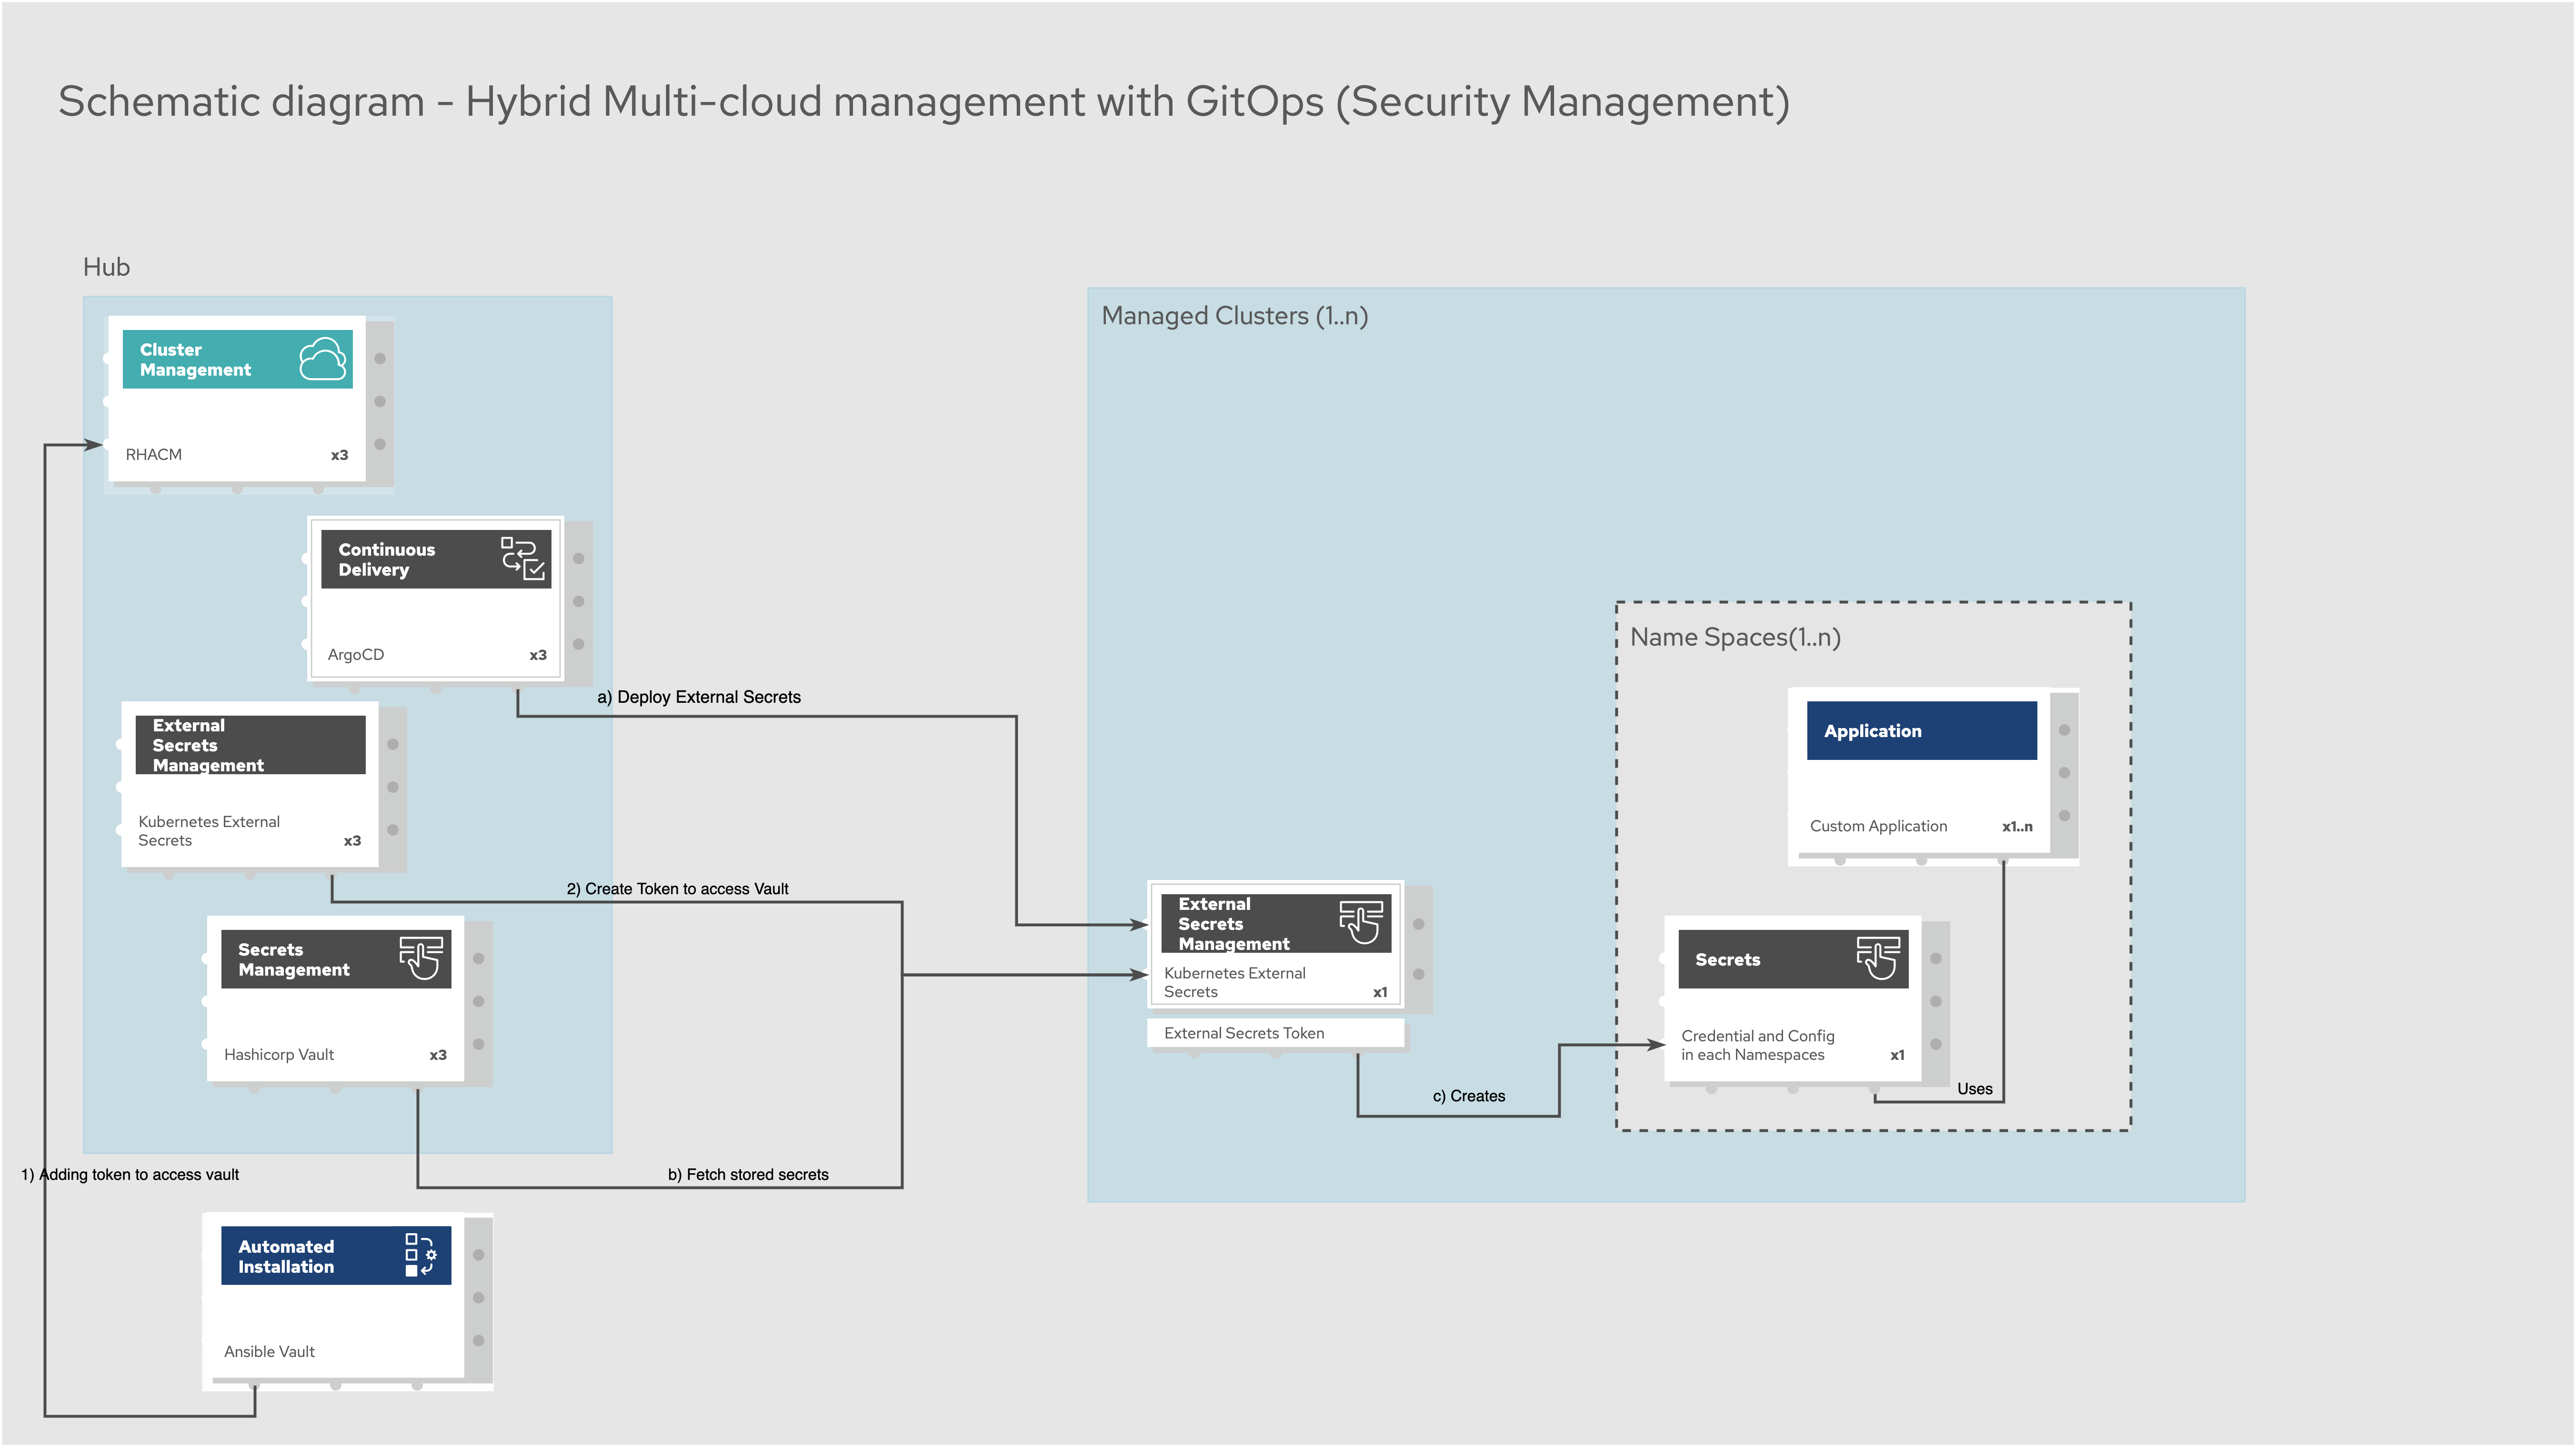 Schematic diagram - Hybrid Multi-cloud management with GitOps (Security Management)
Hub
Cluster
Management
RHACM
x3
Continuous
Delivery
ArgoCD
x3
a) Deploy External Secrets
External
Secrets
Management
Kubernetes External
Secrets
x3
2) Create Token to access Vault
Secrets
Management
Hashicorp Vault
x3
1) Adding token to access vault
b) Fetch stored secrets
Automated
Installation
Ansible Vault
Managed Clusters (1..n)
External
Secrets
Management
Kubernetes External
Secrets
x1
External Secrets Token
c) Creates
Name Spaces(1..n)
Application
Custom Application
x1..n
Secrets
Credential and Config
in each Namespaces
x1
Uses